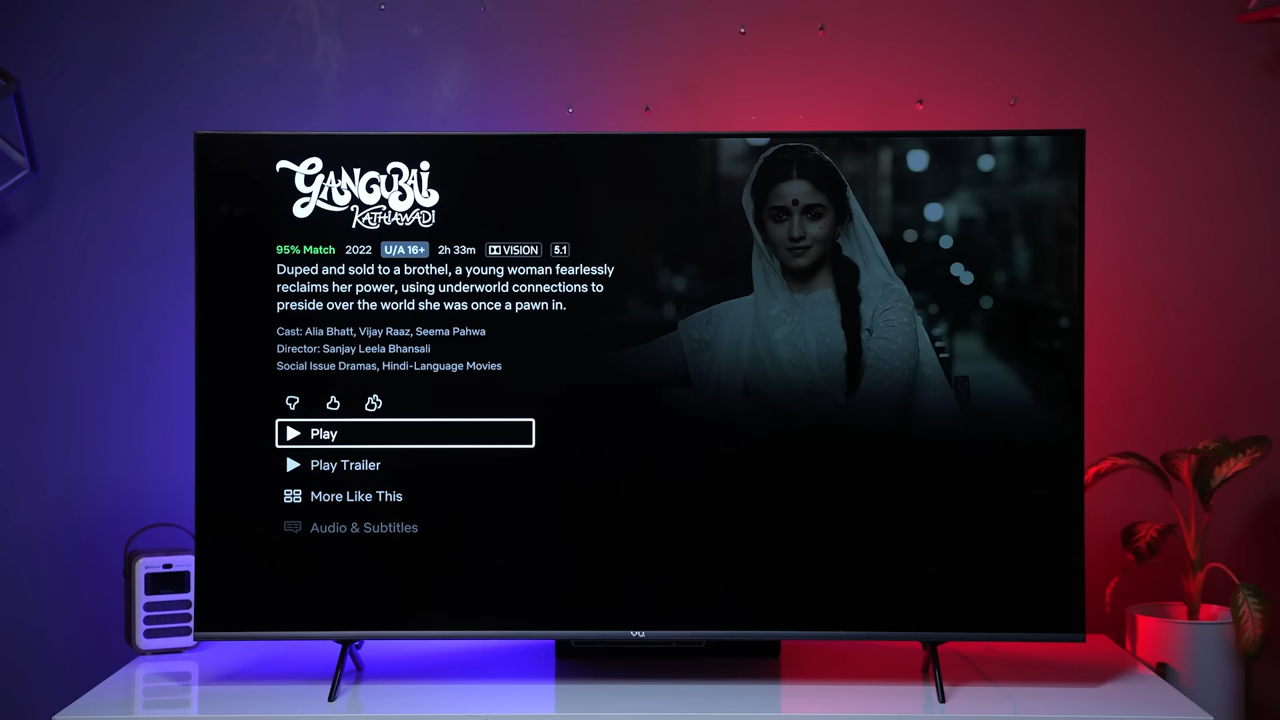 GANGUBAI
KATHIAWADI
95% Match 2022 U/A 16+ 2h 33m VISION 5.1
Duped and sold to a brothel, a young woman fearlessly
reclaims her power, using underworld connections to
preside over the world she was once a pawn in.
Cast: Alia Bhatt, Vijay Raaz, Seema Pahwa
Director: Sanjay Leela Bhansali
Social Issue Dramas, Hindi-Language Movies
Play
Play Trailer
More Like This
Audio & Subtitles
Vu